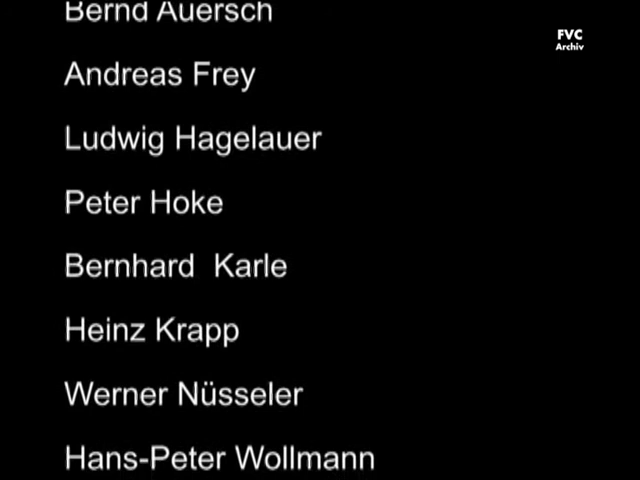 Bernd Auersch
FVC
Archiv
Andreas Frey
Ludwig Hagelauer
Peter Hoke
Bernhard  Karle
Heinz Krapp
Werner Nüsseler
Hans-Peter Wollmann